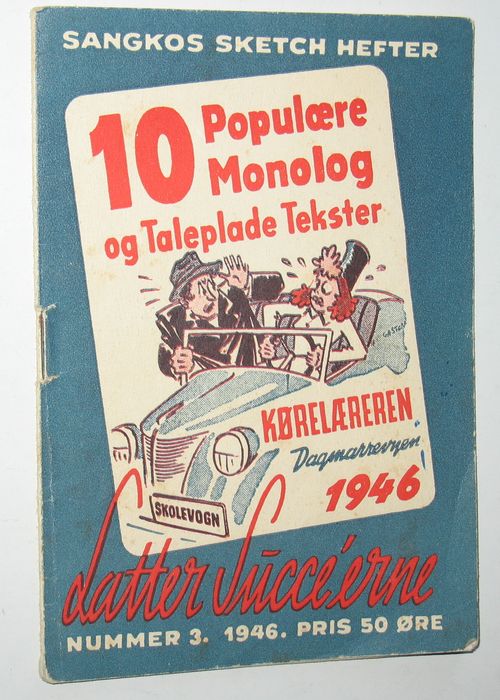 SANGKOS SKETCH HEFTER
10 Populære
Monolog
og Taleplade Tekster
KØRELÆREREN
Dagmarrevyen
1946
SKOLEVOGN
Latter Succe'erne
NUMMER 3. 1946. PRIS 50 ØRE